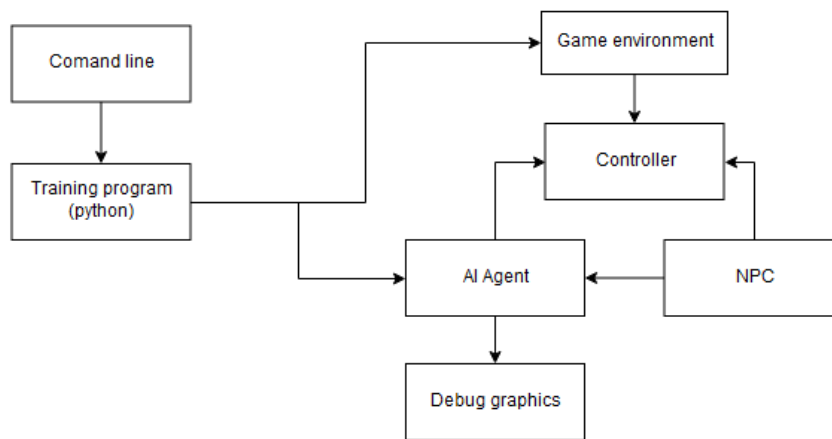 Comand line
Game environment
Training program
(python)
Controller
AI Agent
NPC
Debug graphics